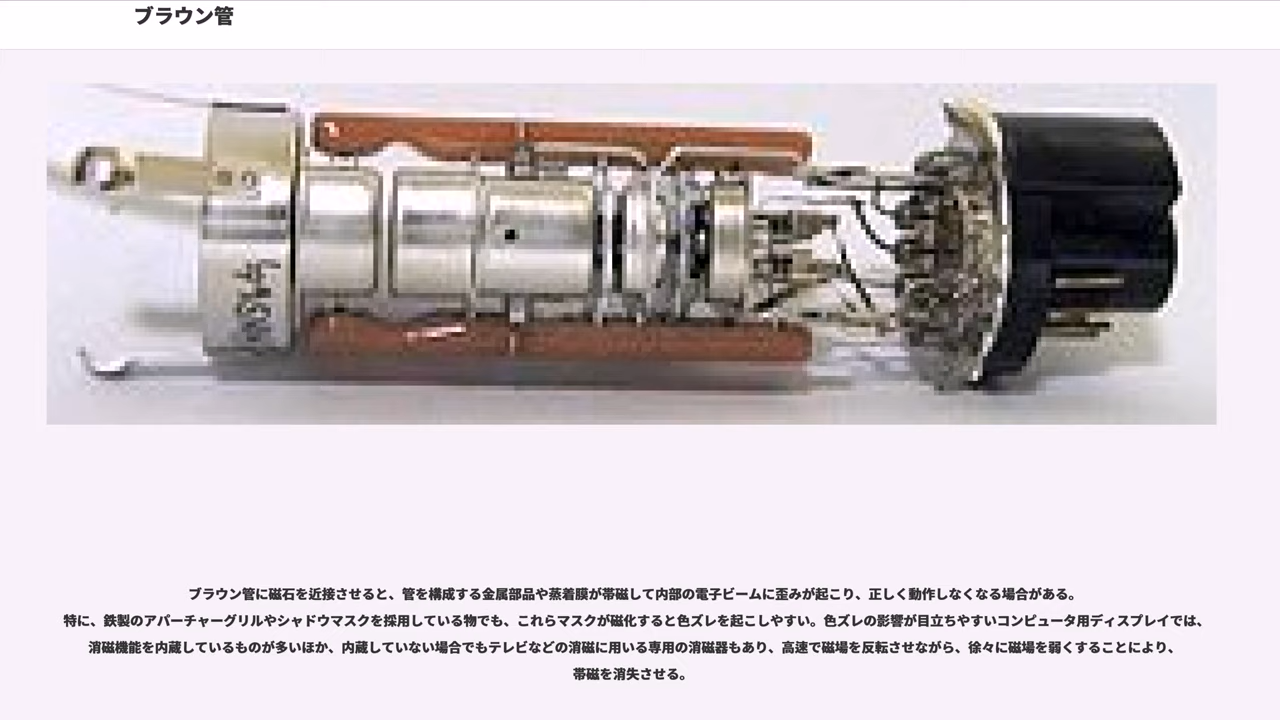 ブラウン管
ブラウン管に磁石を近接させると、管を構成する金属部品や蒸着膜が帯磁して内部の電子ビームに歪みが起こり、正しく動作しなくなる場合がある。
特に、鉄製のアパーチャーグリルやシャドウマスクを採用している物でも、これらマスクが磁化すると色ズレを起こしやすい。色ズレの影響が目立ちやすいコンピュータ用ディスプレイでは、
消磁機能を内蔵しているものが多いほか、内蔵していない場合でもテレビなどの消磁に用いる専用の消磁器もあり、高速で磁場を反転させながら、徐々に磁場を弱くすることにより、
帯磁を消失させる。